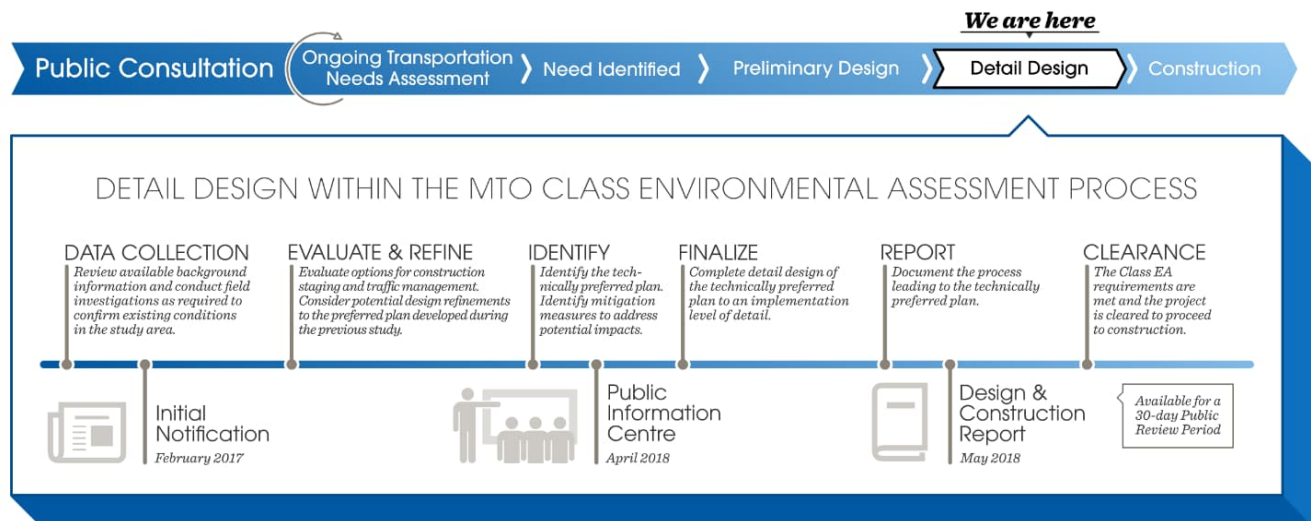 We are here
Public Consultation
Ongoing Transportation
Needs Assessment
Need Identified
Preliminary Design
Detail Design
Construction
DETAIL DESIGN WITHIN THE MTO CLASS ENVIRONMENTAL ASSESSMENT PROCESS
DATA COLLECTION
Review available background
information and conduct field
investigations as required to
confirm existing conditions
in the study area.
EVALUATE & REFINE
Evaluate options for construction
staging and traffic management.
Consider potential design refinements
to the preferred plan developed during
the previous study.
IDENTIFY
Identify the tech-
nically preferred plan.
Identify mitigation
measures to address
potential impacts.
FINALIZE
Complete detail design of
the technically preferred
plan to an implementation
level of detail.
REPORT
Document the process
leading to the technically
preferred plan.
CLEARANCE
The Class EA
requirements are
met and the project
is cleared to proceed
to construction.
Initial
Notification
February 2017
Public
Information
Centre
April 2018
Design &
Construction
Report
May 2018
Available for a
30-day Public
Review Period